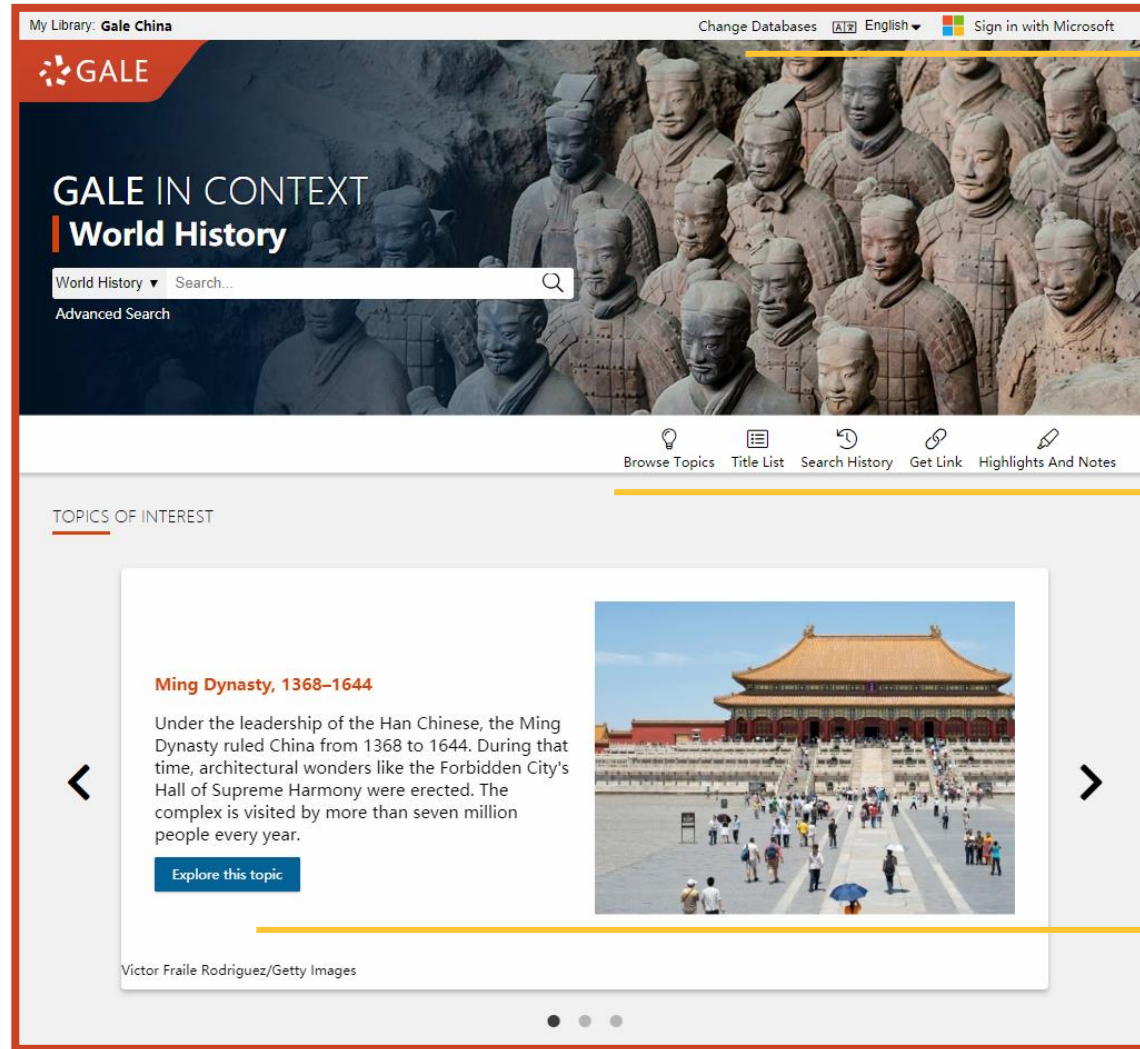 My Library: Gale China
Change Databases English Sign in with Microsoft
GALE
GALE IN CONTEXT
World History
World History Search...
Advanced Search
Browse Topics Title List Search History Get Link Highlights And Notes
TOPICS OF INTEREST
Ming Dynasty, 1368–1644
Under the leadership of the Han Chinese, the Ming
Dynasty ruled China from 1368 to 1644. During that
time, architectural wonders like the Forbidden City's
Hall of Supreme Harmony were erected. The
complex is visited by more than seven million
people every year.
Explore this topic
Victor Fraile Rodriguez/Getty Images